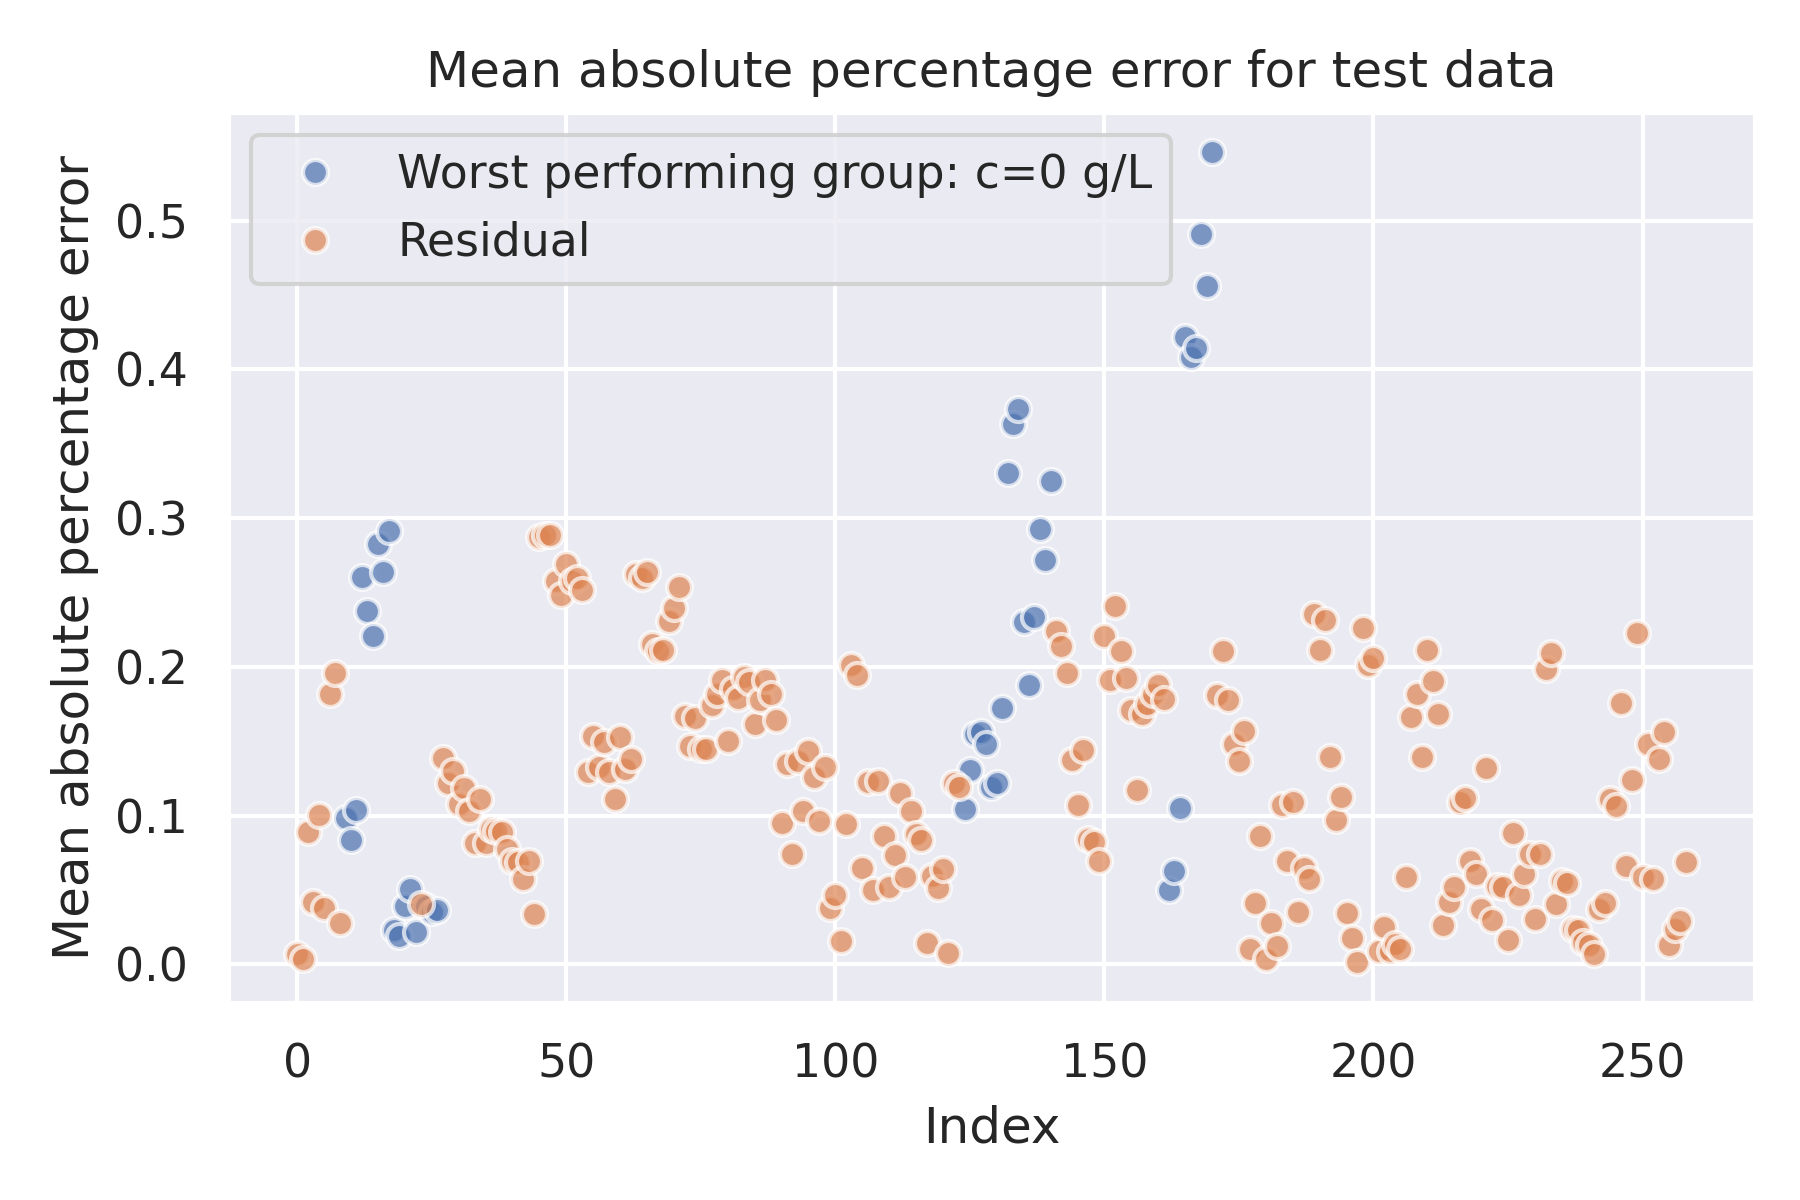 Mean absolute percentage error for test data
Worst performing group: c=0 g/L
Residual
Mean absolute percentage error
0.5
0.4
0.3
0.2
0.1
0.0
0 50 100 150 200 250
Index